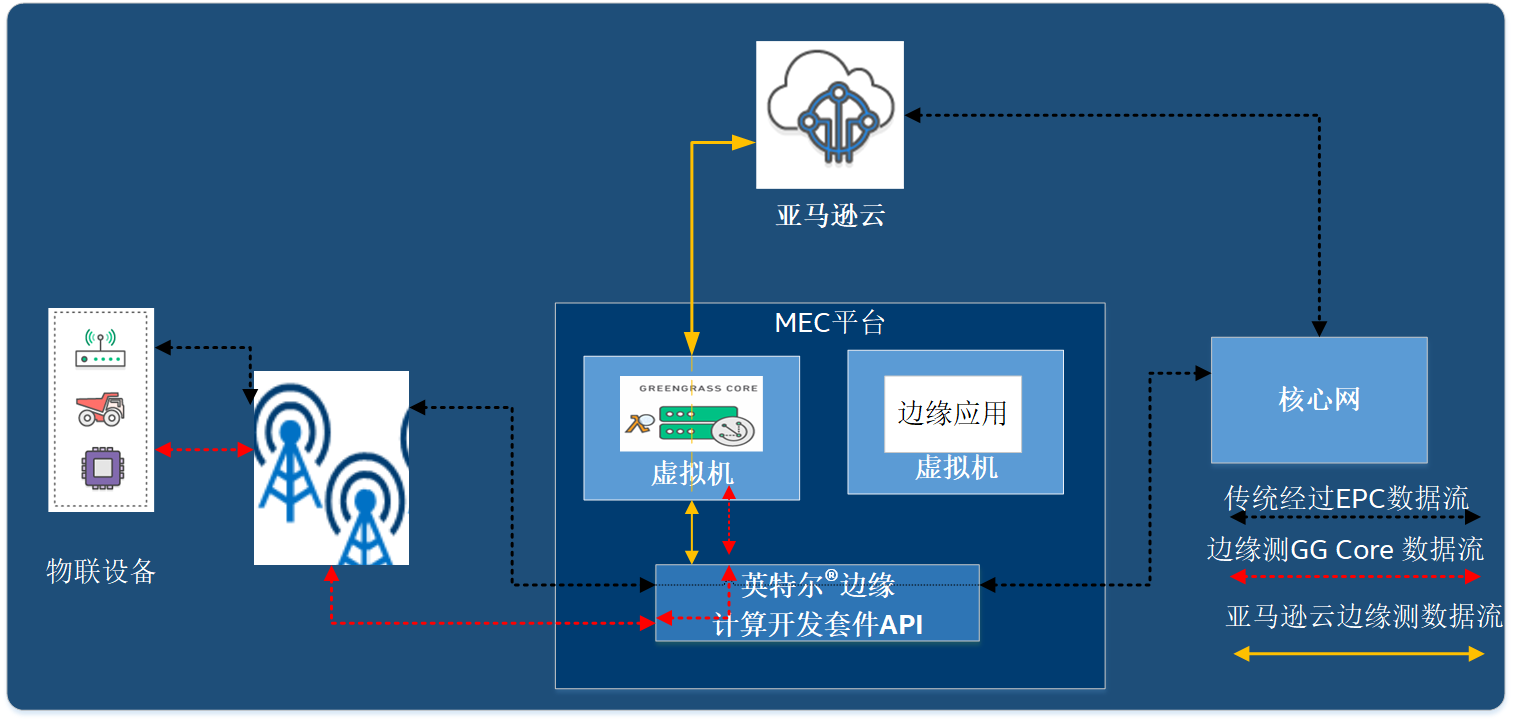 亚马逊云
MEC平台
GREENGRASS CORE
虚拟机
边缘应用
虚拟机
核心网
物联设备
英特尔®边缘
计算开发套件API
传统经过EPC数据流
边缘测GG Core 数据流
亚马逊云边缘测数据流